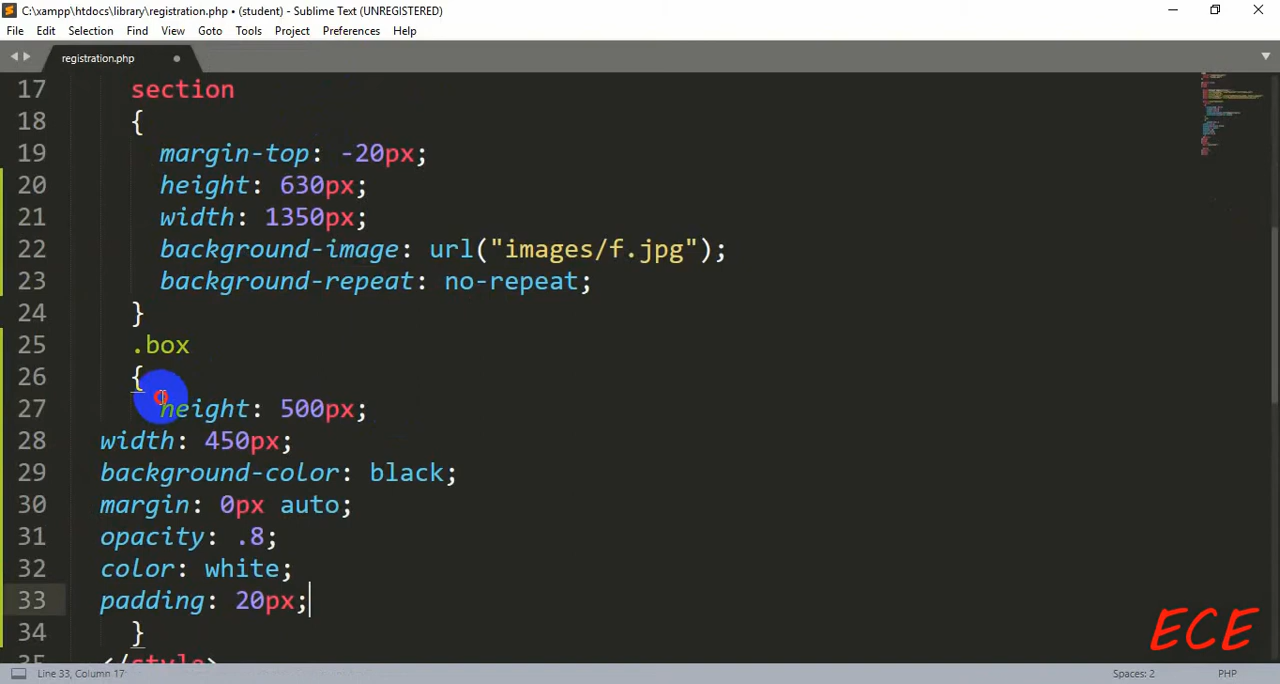 C:\xampp\htdocs\library\registration.php • (student) - Sublime Text (UNREGISTERED)
File Edit Selection Find View Goto Tools Project Preferences Help
registration.php
17 section
18 {
19 margin-top: -20px;
20 height: 630px;
21 width: 1350px;
22 background-image: url("images/f.jpg");
23 background-repeat: no-repeat;
24 }
25 .box
26 {
27 height: 500px;
28 width: 450px;
29 background-color: black;
30 margin: 0px auto;
31 opacity: .8;
32 color: white;
33 padding: 20px;
34 }
35 </style>
ECE
Line 33, Column 17 Spaces: 2 PHP